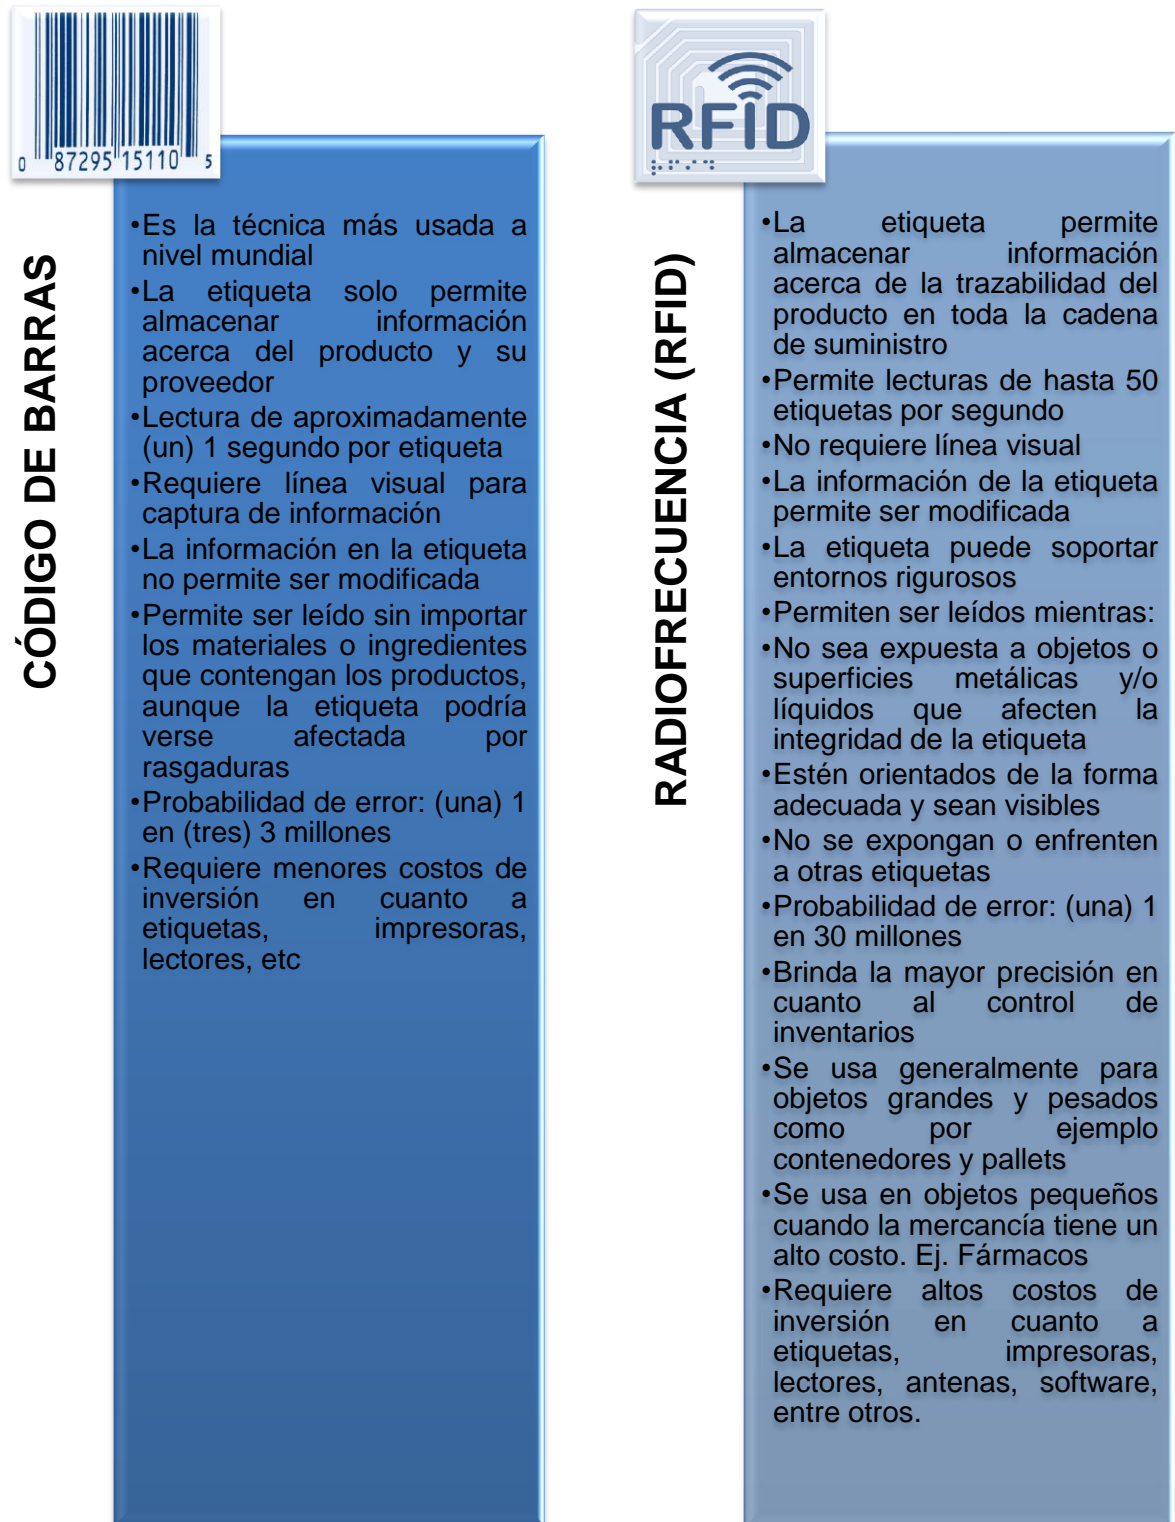 0 87295 15110 5
CÓDIGO DE BARRAS
•Es la técnica más usada a
nivel mundial
•La etiqueta solo permite
almacenar información
acerca del producto y su
proveedor
•Lectura de aproximadamente
(un) 1 segundo por etiqueta
•Requiere línea visual para
captura de información
•La información en la etiqueta
no permite ser modificada
•Permite ser leído sin importar
los materiales o ingredientes
que contengan los productos,
aunque la etiqueta podría
verse afectada por
rasgaduras
•Probabilidad de error: (una) 1
en (tres) 3 millones
•Requiere menores costos de
inversión en cuanto a
etiquetas, impresoras,
lectores, etc
RFID
RADIOFRECUENCIA (RFID)
•La etiqueta permite
almacenar información
acerca de la trazabilidad del
producto en toda la cadena
de suministro
•Permite lecturas de hasta 50
etiquetas por segundo
•No requiere línea visual
•La información de la etiqueta
permite ser modificada
•La etiqueta puede soportar
entornos rigurosos
•Permiten ser leídos mientras:
•No sea expuesta a objetos o
superficies metálicas y/o
líquidos que afecten la
integridad de la etiqueta
•Estén orientados de la forma
adecuada y sean visibles
•No se expongan o enfrenten
a otras etiquetas
•Probabilidad de error: (una) 1
en 30 millones
•Brinda la mayor precisión en
cuanto al control de
inventarios
•Se usa generalmente para
objetos grandes y pesados
como por ejemplo
contenedores y pallets
•Se usa en objetos pequeños
cuando la mercancía tiene un
alto costo. Ej. Fármacos
•Requiere altos costos de
inversión en cuanto a
etiquetas, impresoras,
lectores, antenas, software,
entre otros.